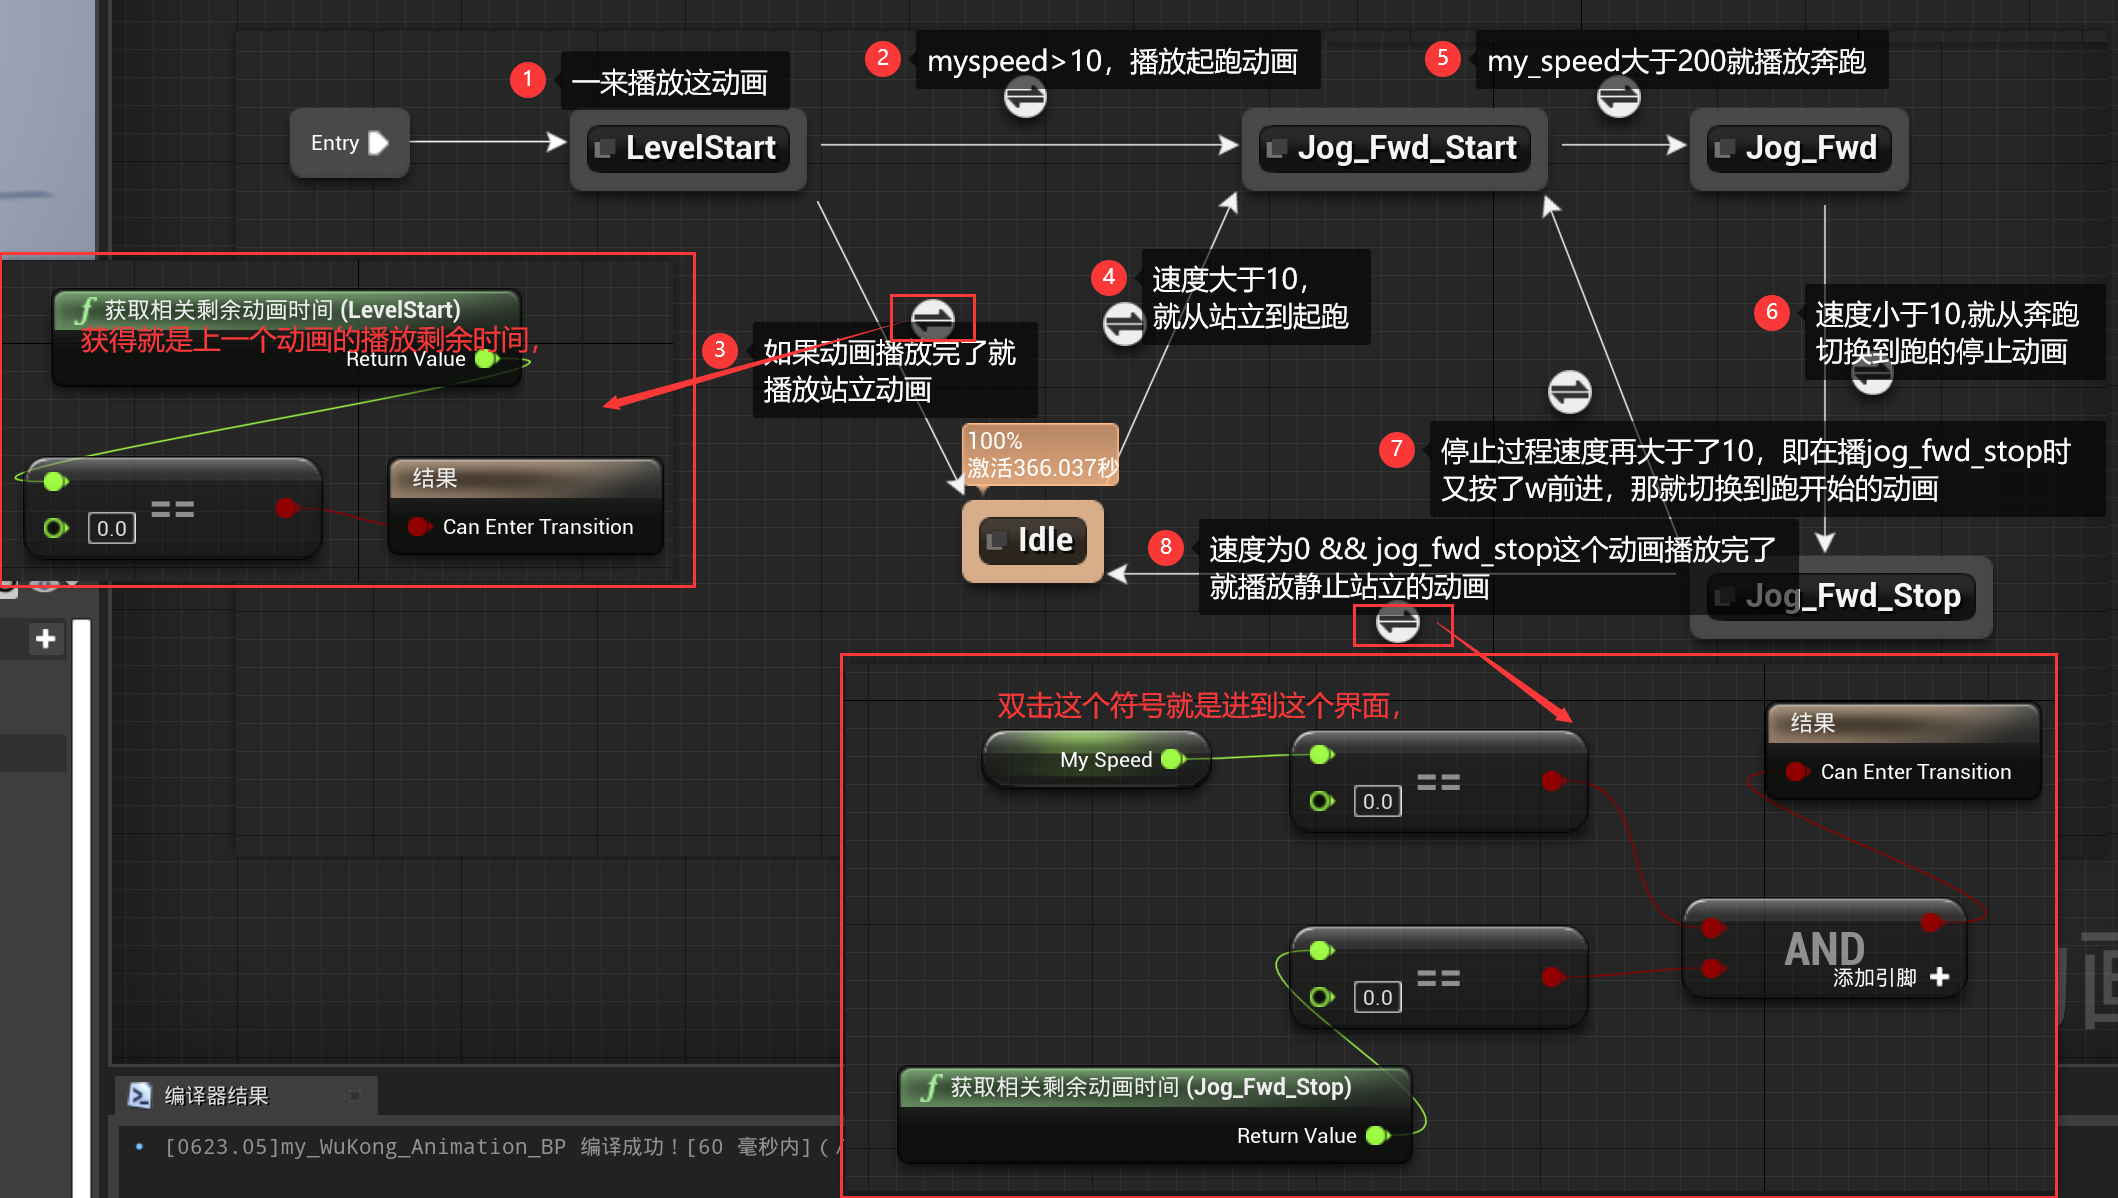 1
一来播放这动画
2
myspeed>10，播放起跑动画
5
my_speed大于200就播放奔跑
Entry
LevelStart
Jog_Fwd_Start
Jog_Fwd
获取相关剩余动画时间 (LevelStart)
获得就是上一个动画的播放剩余时间，
Return Value
0.0
==
结果
Can Enter Transition
3
如果动画播放完了就
播放站立动画
4
速度大于10，
就从站立到起跑
6
速度小于10,就从奔跑
切换到跑的停止动画
7
停止过程速度再大于了10，即在播jog_fwd_stop时
又按了w前进，那就切换到跑开始的动画
100%
激活366.037秒
Idle
8
速度为0 && jog_fwd_stop这个动画播放完了
就播放静止站立的动画
Jog_Fwd_Stop
双击这个符号就是进到这个界面，
My Speed
==
0.0
结果
Can Enter Transition
==
0.0
AND
添加引脚
获取相关剩余动画时间 (Jog_Fwd_Stop)
Return Value
编译器结果
[0623.05]my_WuKong_Animation_BP 编译成功！[60 毫秒内]（/